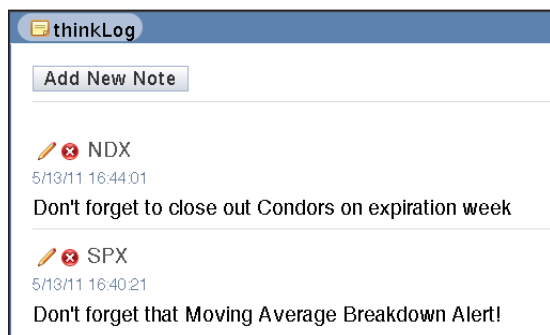 thinkLog
Add New Note
NDX
5/13/11 16:44:01
Don't forget to close out Condors on expiration week
SPX
5/13/11 16:40:21
Don't forget that Moving Average Breakdown Alert!